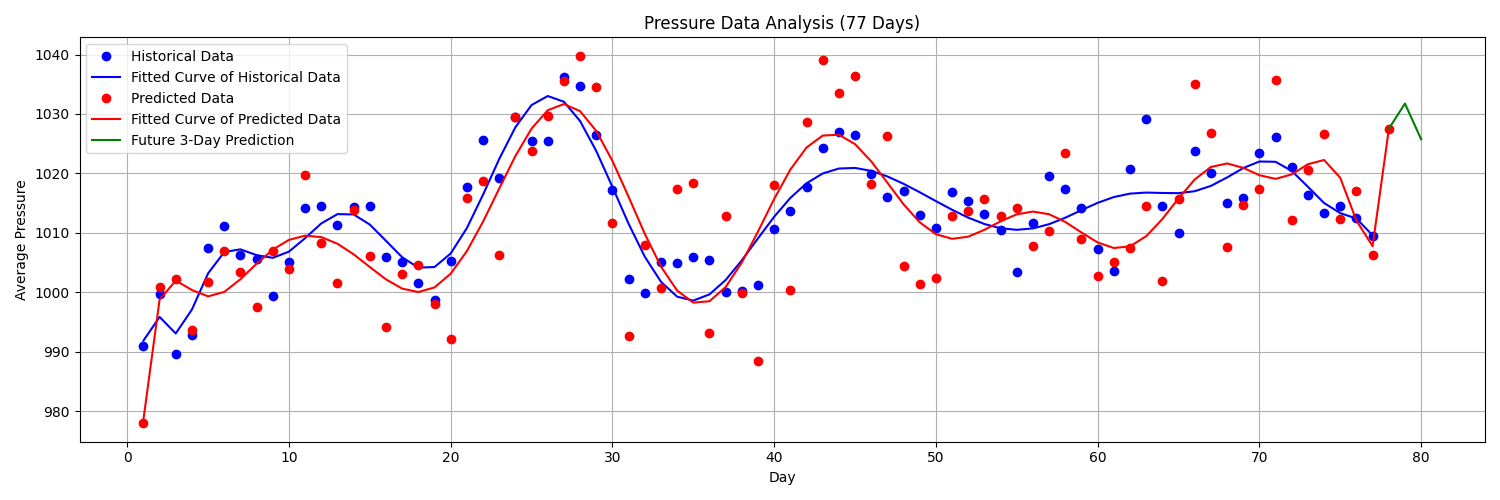 Pressure Data Analysis (77 Days)
Historical Data
Fitted Curve of Historical Data
Predicted Data
Fitted Curve of Predicted Data
Future 3-Day Prediction
Average Pressure
1040
1030
1020
1010
1000
990
980
0 10 20 30 40 50 60 70 80
Day